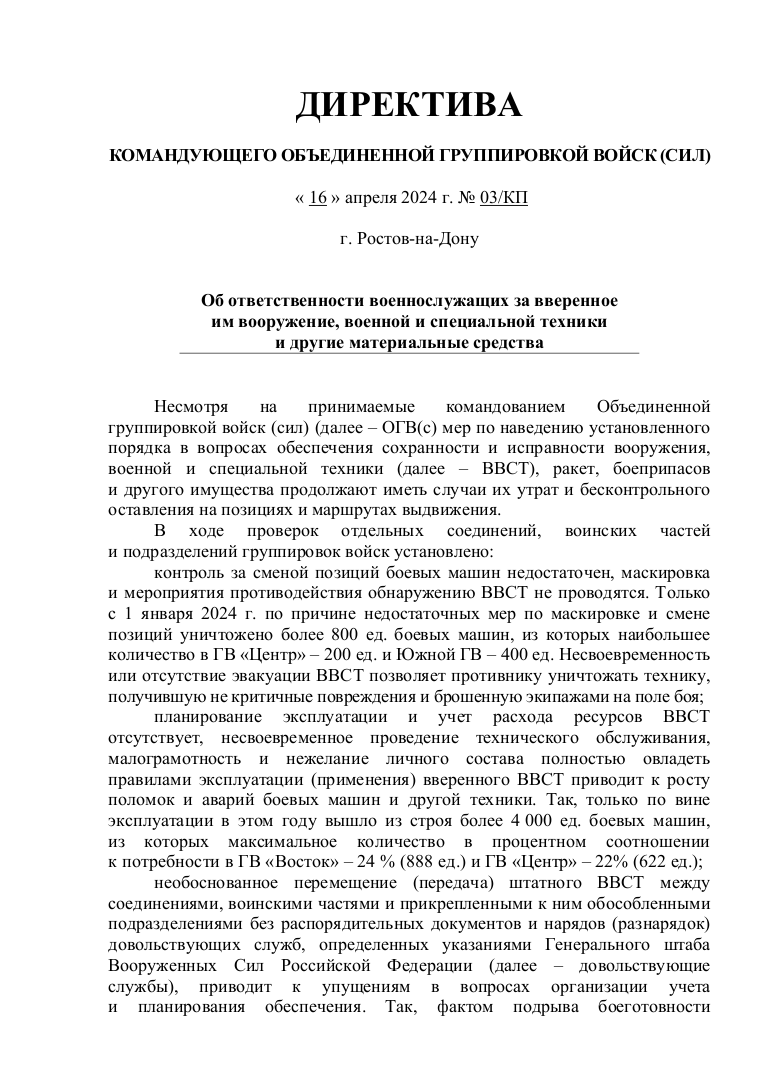 ДИРЕКТИВА
КОМАНДУЮЩЕГО ОБЪЕДИНЕННОЙ ГРУППИРОВКОЙ ВОЙСК (СИЛ)
« 16 » апреля 2024 г. № 03/КП
г. Ростов-на-Дону
Об ответственности военнослужащих за вверенное
им вооружение, военной и специальной техники
и другие материальные средства
Несмотря на принимаемые командованием Объединенной
группировкой войск (сил) (далее – ОГВ(с) мер по наведению установленного
порядка в вопросах обеспечения сохранности и исправности вооружения,
военной и специальной техники (далее – ВВСТ), ракет, боеприпасов
и другого имущества продолжают иметь случаи их утрат и бесконтрольного
оставления на позициях и маршрутах выдвижения.
В ходе проверок отдельных соединений, воинских частей
и подразделений группировок войск установлено:
контроль за сменой позиций боевых машин недостаточен, маскировка
и мероприятия противодействия обнаружению ВВСТ не проводятся. Только
с 1 января 2024 г. по причине недостаточных мер по маскировке и смене
позиций уничтожено более 800 ед. боевых машин, из которых наибольшее
количество в ГВ «Центр» – 200 ед. и Южной ГВ – 400 ед. Несвоевременность
или отсутствие эвакуации ВВСТ позволяет противнику уничтожать технику,
получившую не критичные повреждения и брошенную экипажами на поле боя;
планирование эксплуатации и учет расхода ресурсов ВВСТ
отсутствует, несвоевременное проведение технического обслуживания,
малограмотность и нежелание личного состава полностью овладеть
правилами эксплуатации (применения) вверенного ВВСТ приводит к росту
поломок и аварий боевых машин и другой техники. Так, только по вине
эксплуатации в этом году вышло из строя более 4 000 ед. боевых машин,
из которых максимальное количество в процентном соотношении
к потребности в ГВ «Восток» – 24 % (888 ед.) и ГВ «Центр» – 22% (622 ед.);
необоснованное перемещение (передача) штатного ВВСТ между
соединениями, воинскими частями и прикрепленными к ним обособленными
подразделениями без распорядительных документов и нарядов (разнарядок)
довольствующих служб, определенных указаниями Генерального штаба
Вооруженных Сил Российской Федерации (далее – довольствующие
службы), приводит к упущениям в вопросах организации учета
и планирования обеспечения. Так, фактом подрыва боеготовности